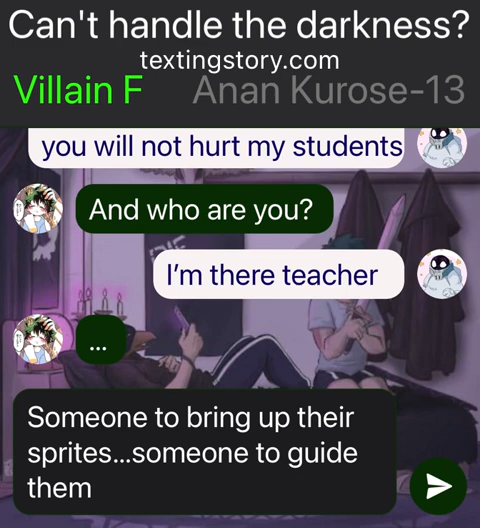 Can't handle the darkness?
textingstory.com
Villain F
Anan Kurose-13
you will not hurt my students
And who are you?
I'm there teacher
...
Someone to bring up their
sprites...someone to guide
them